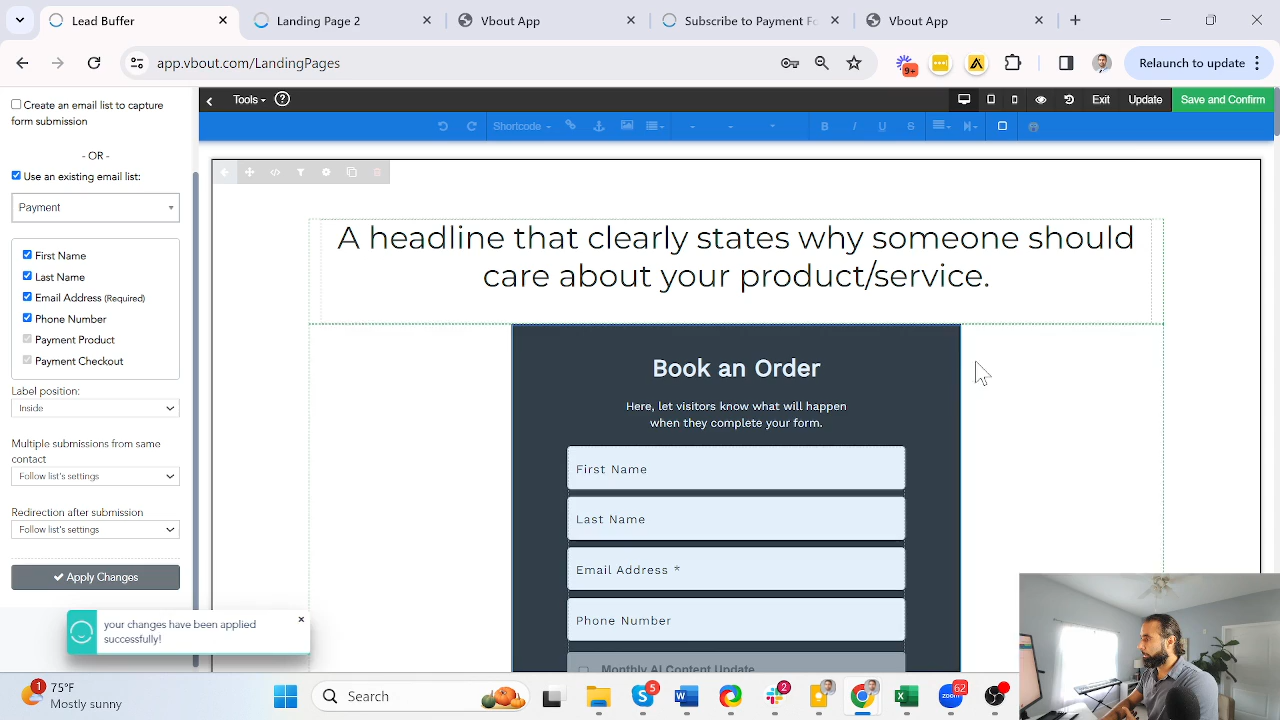 Lead Buffer
Landing Page 2
Vbout App
Subscribe to Payment Fo
Vbout App
app.vbout.com/LandingPages
9+
Relaunch to update
Create an email list to capture
form submission
- OR -
Use an existing email list:
Payment
First Name
Last Name
Email Address (Required)
Phone Number
Payment Product
Payment Checkout
Label position:
Inside
Multiple submissions from same
contact
Follow list's settings
Redirection after submission
Follow list's settings
Apply Changes
your changes have been applied
successfully!
Tools
Exit
Update
Save and Confirm
Shortcode
B I U S
A headline that clearly states why someone should
care about your product/service.
Book an Order
Here, let visitors know what will happen
when they complete your form.
First Name
Last Name
Email Address *
Phone Number
Monthly AI Content Update
1
75°F
Mostly sunny
Search
5
2
62